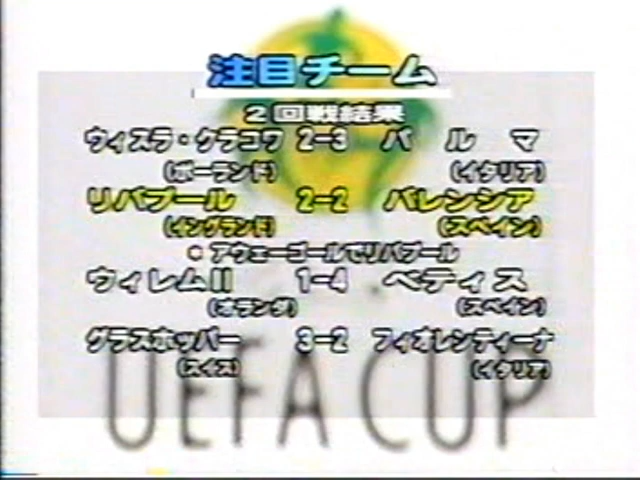 注目チーム
2回戦結果
ウィスラ・クラコワ 2-3 パルマ
(ポーランド) (イタリア)
リバプール 2-2 バレンシア
(イングランド) (スペイン)
* アウェーゴールでリバプール
ウィレムII 1-4 ベティス
(オランダ) (スペイン)
グラスホッパー 3-2 フィオレンティーナ
(スイス) (イタリア)
UEFA CUP